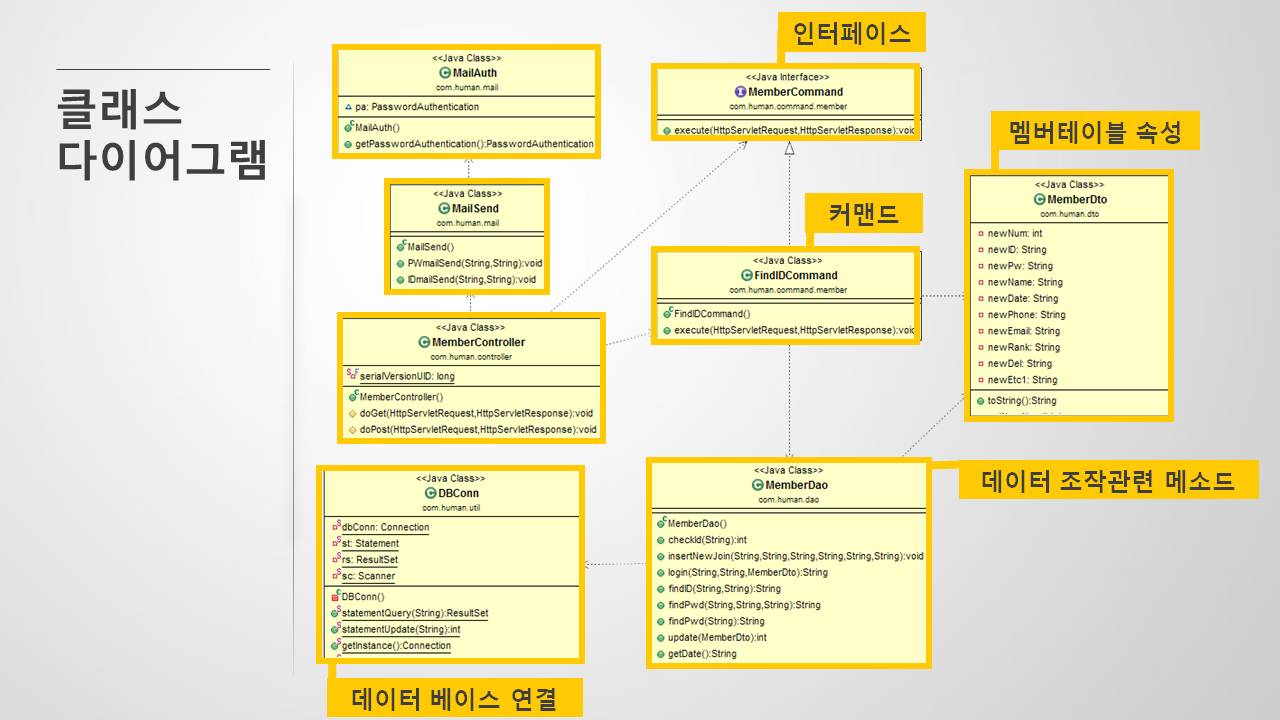 클래스
다이어그램
<<Java Class>>
MailAuth
com.human.mail
pa: PasswordAuthentication
MailAuth()
getPasswordAuthentication():PasswordAuthentication
<<Java Class>>
MailSend
com.human.mail
MailSend()
PWmailSend(String,String):void
IDmailSend(String,String):void
<<Java Class>>
MemberController
com.human.controller
serialVersionUID: long
MemberController()
doGet(HttpServletRequest,HttpServletResponse):void
doPost(HttpServletRequest,HttpServletResponse):void
<<Java Class>>
DBConn
com.human.util
dbConn: Connection
st: Statement
rs: ResultSet
sc: Scanner
DBConn()
statementQuery(String):ResultSet
statementUpdate(String):int
getInstance():Connection
데이터 베이스 연결
인터페이스
<<Java Interface>>
MemberCommand
com.human.command.member
execute(HttpServletRequest,HttpServletResponse):void
커맨드
<<Java Class>>
FindIDCommand
com.human.command.member
FindIDCommand()
execute(HttpServletRequest,HttpServletResponse):void
<<Java Class>>
MemberDao
com.human.dao
MemberDao()
checkId(String):int
insertNewJoin(String,String,String,String,String,String):void
login(String,String,MemberDto):String
findID(String,String):String
findPwd(String,String,String):String
findPwd(String):String
update(MemberDto):int
getDate():String
멤버테이블 속성
<<Java Class>>
MemberDto
com.human.dto
newNum: int
newID: String
newPw: String
newName: String
newDate: String
newPhone: String
newEmail: String
newRank: String
newDel: String
newEtc1: String
toString():String
데이터 조작관련 메소드